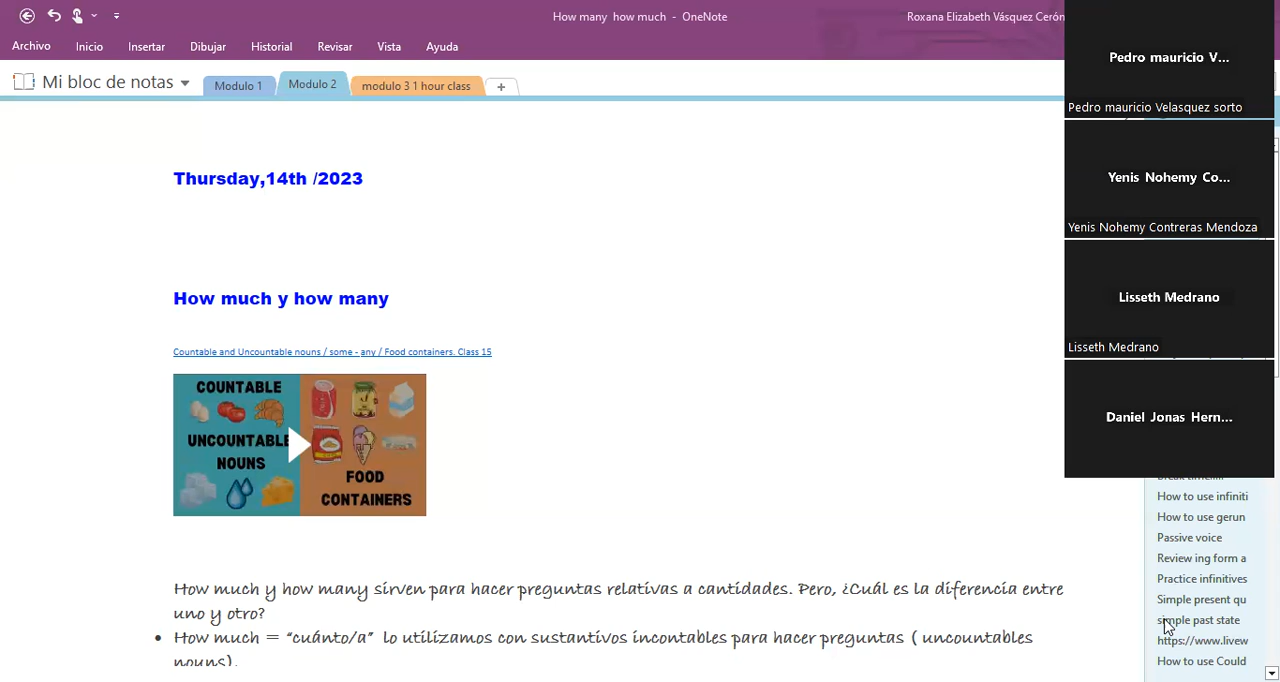 How many how much - OneNote
Roxana Elizabeth Vásquez Cerón
Archivo Inicio Insertar Dibujar Historial Revisar Vista Ayuda
Mi bloc de notas
Modulo 1
Modulo 2
modulo 3 1 hour class
+
Thursday,14th /2023
How much y how many
Countable and Uncountable nouns / some - any / Food containers. Class 15
COUNTABLE
UNCOUNTABLE
NOUNS
FOOD
CONTAINERS
How much y how many sirven para hacer preguntas relativas a cantidades. Pero, ¿Cuál es la diferencia entre
uno y otro?
• How much = “cuánto/a” lo utilizamos con sustantivos incontables para hacer preguntas ( uncountables
nouns).
Pedro mauricio V...
Pedro mauricio Velasquez sorto
Yenis Nohemy Co...
Yenis Nohemy Contreras Mendoza
Lisseth Medrano
Lisseth Medrano
Daniel Jonas Hern...
How to use infiniti
How to use gerun
Passive voice
Review ing form a
Practice infinitives
Simple present qu
simple past state
https://www.livew
How to use Could